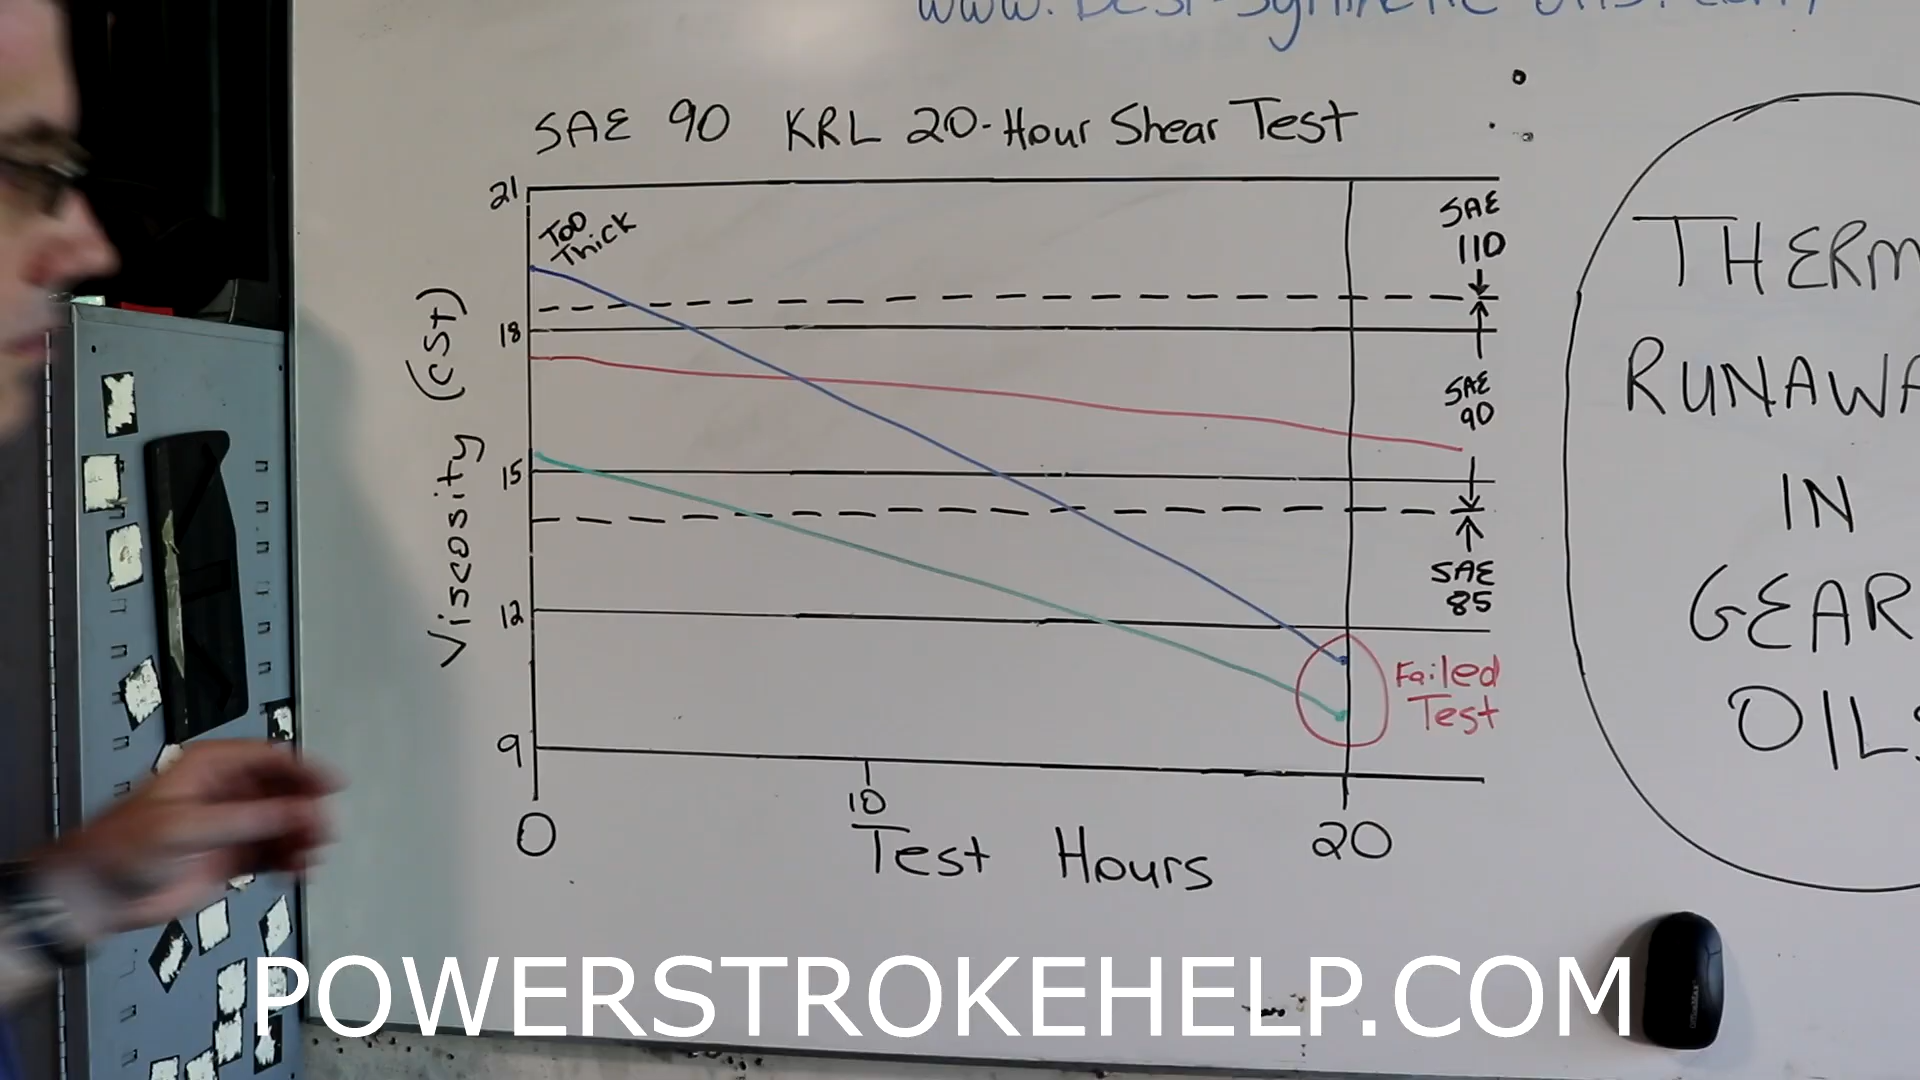 SAE 90 KRL 20-Hour Shear Test
21
Too
Thick
SAE
110
18
SAE
90
Viscosity (cSt)
15
SAE
85
12
Failed
Test
9
0
10
20
Test Hours
THERM
RUNAWA
IN
GEAR
OILS
POWERSTROKEHELP.COM